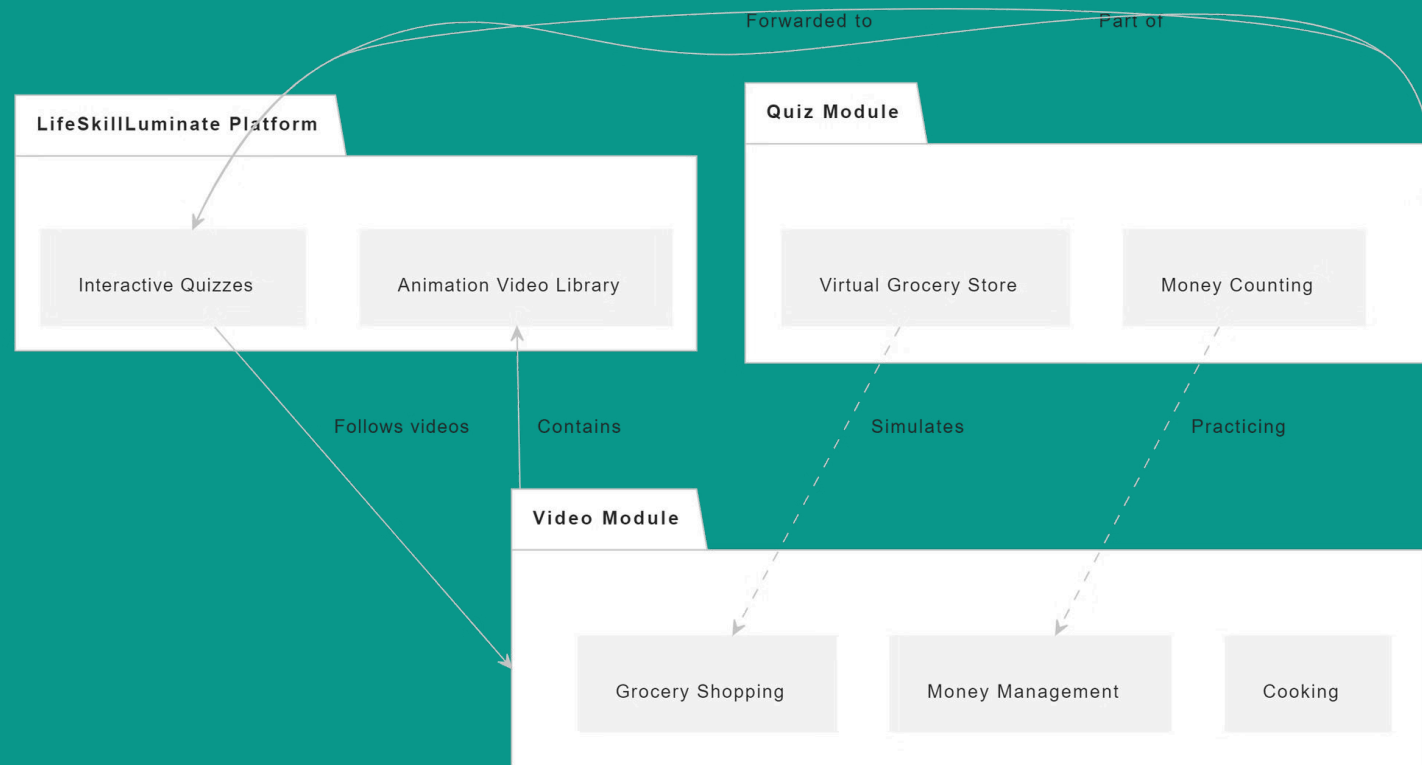 Forwarded to
Part of
LifeSkillLuminate Platform
Quiz Module
Interactive Quizzes
Animation Video Library
Virtual Grocery Store
Money Counting
Follows videos
Contains
Simulates
Practicing
Video Module
Grocery Shopping
Money Management
Cooking